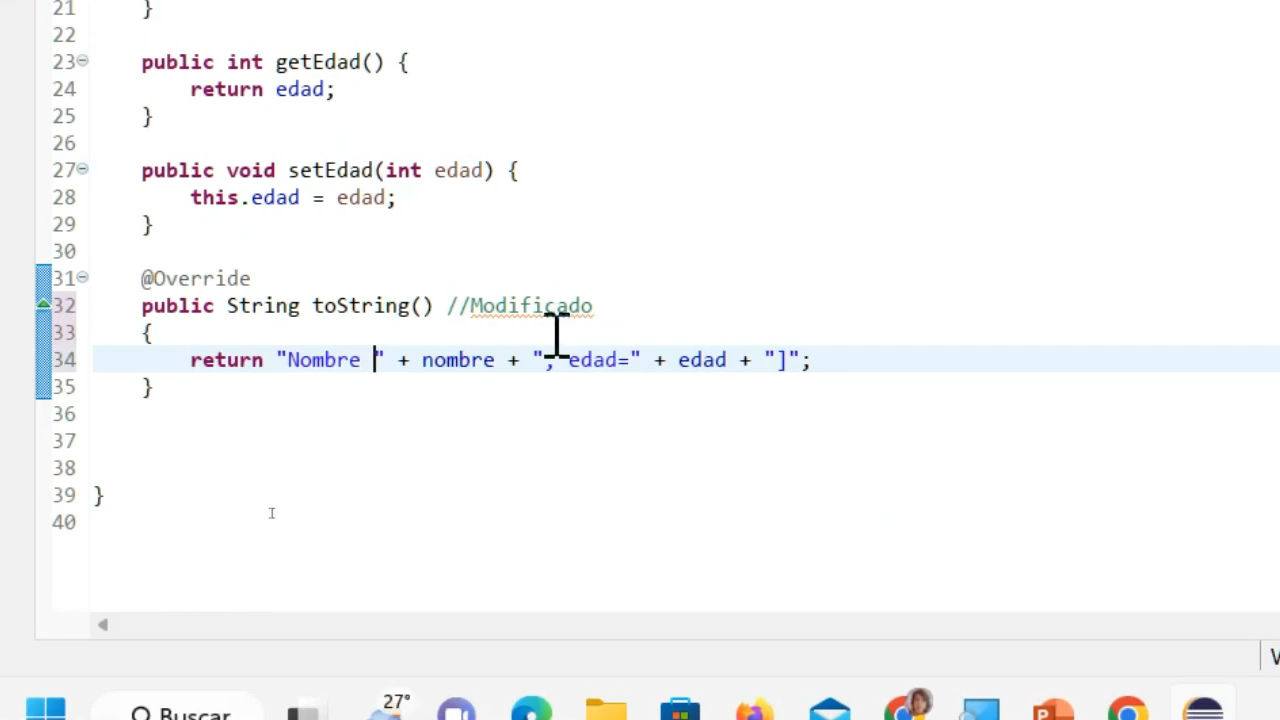 21 }
22
23 public int getEdad() {
24 return edad;
25 }
26
27 public void setEdad(int edad) {
28 this.edad = edad;
29 }
30
31 @Override
32 public String toString() //Modificado
33 {
34 return "Nombre " + nombre + ", edad=" + edad + "]";
35 }
36
37
38
39 }
40
27°
Buscar